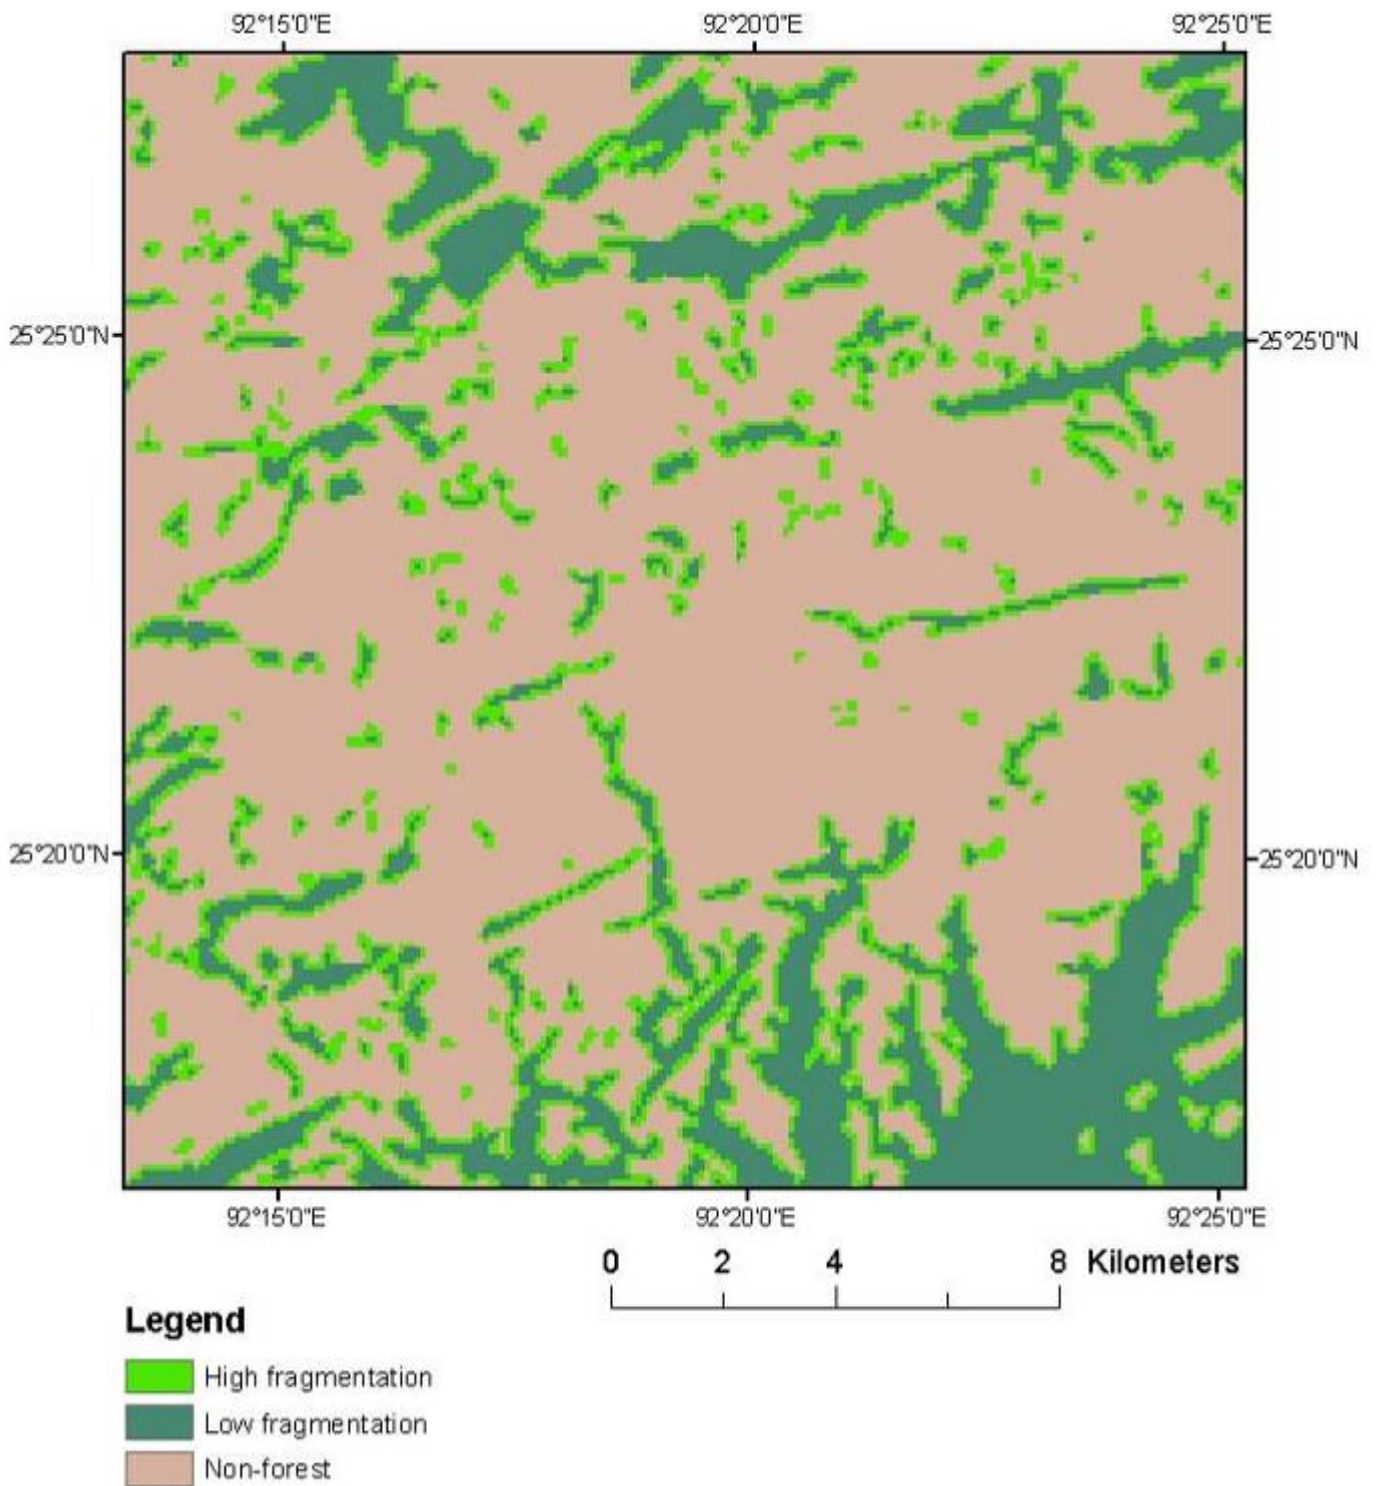 92°15'0"E 92°20'0"E 92°25'0"E
25°25'0"N 25°25'0"N
25°20'0"N 25°20'0"N
92°15'0"E 92°20'0"E 92°25'0"E
0 2 4 8 Kilometers
Legend
High fragmentation
Low fragmentation
Non-forest